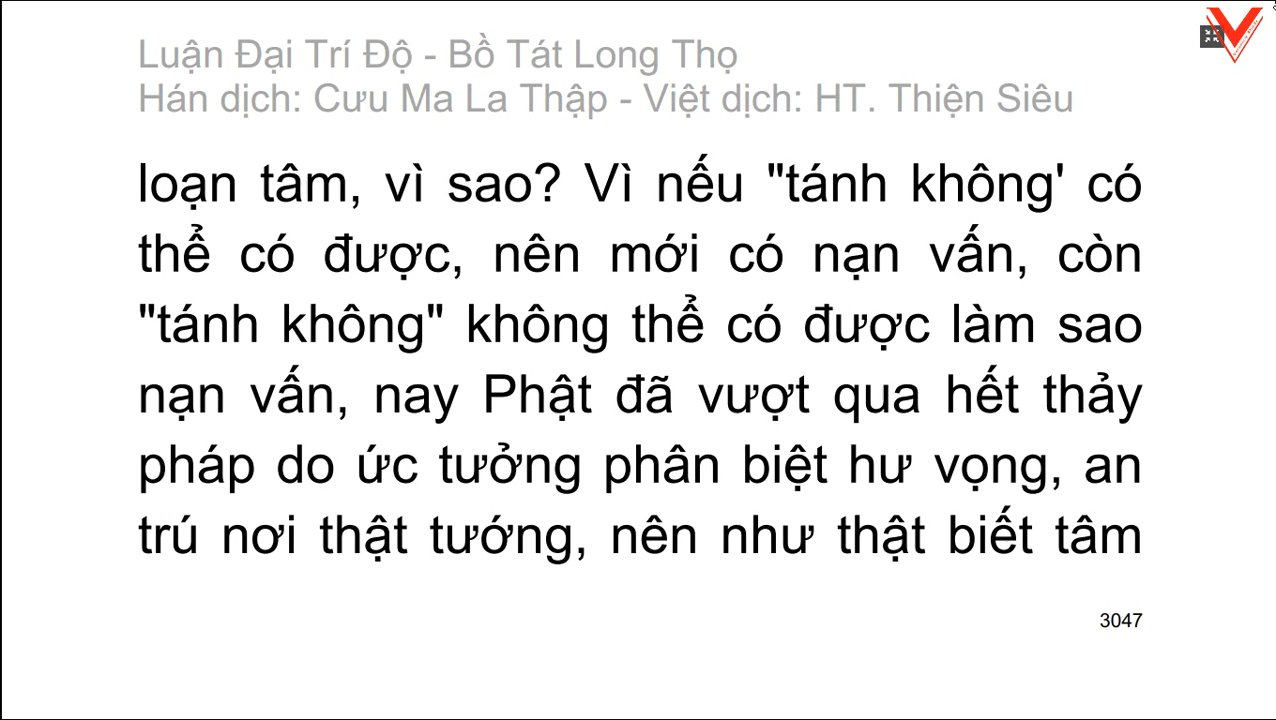 Luận Đại Trí Độ - Bồ Tát Long Thọ
Hán dịch: Cưu Ma La Thập - Việt dịch: HT. Thiện Siêu
loạn tâm, vì sao? Vì nếu "tánh không' có
thể có được, nên mới có nạn vấn, còn
"tánh không" không thể có được làm sao
nạn vấn, nay Phật đã vượt qua hết thảy
pháp do ức tưởng phân biệt hư vọng, an
trú nơi thật tướng, nên như thật biết tâm
3047